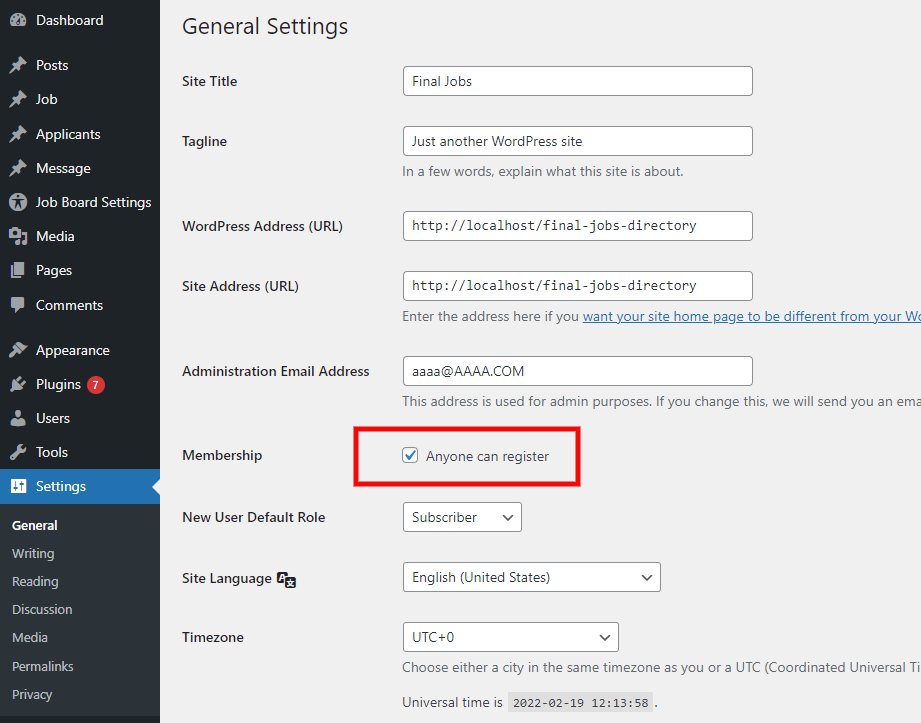 Dashboard
Posts
Job
Applicants
Message
Job Board Settings
Media
Pages
Comments
Appearance
Plugins 7
Users
Tools
Settings
General
Writing
Reading
Discussion
Media
Permalinks
Privacy
General Settings
Site Title
Final Jobs
Tagline
Just another WordPress site
In a few words, explain what this site is about.
WordPress Address (URL)
http://localhost/final-jobs-directory
Site Address (URL)
http://localhost/final-jobs-directory
Enter the address here if you want your site home page to be different from your Wo
Administration Email Address
aaaa@AAAA.COM
This address is used for admin purposes. If you change this, we will send you an ema
Membership
Anyone can register
New User Default Role
Subscriber
Site Language
English (United States)
Timezone
UTC+0
Choose either a city in the same timezone as you or a UTC (Coordinated Universal Ti
Universal time is 2022-02-19 12:13:58 .